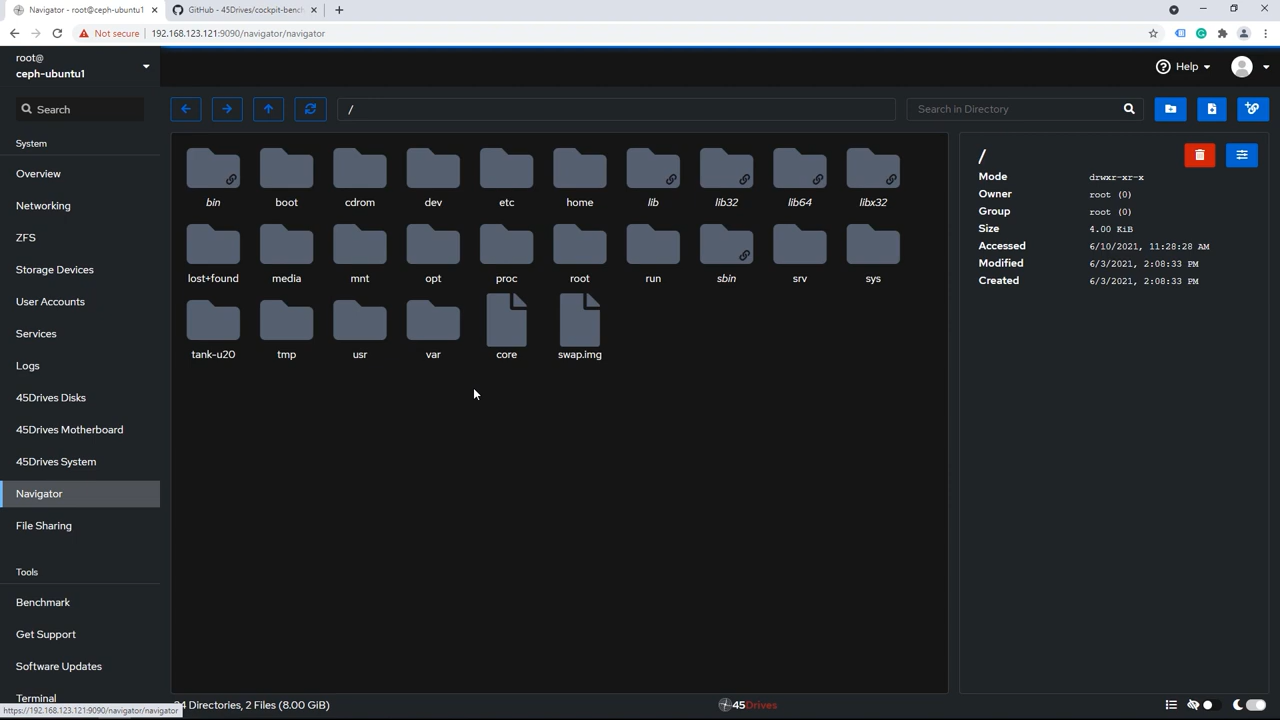 Navigator - root@ceph-ubuntu1
GitHub - 45Drives/cockpit-benc
Not secure
192.168.123.121:9090/navigator/navigator
root@
ceph-ubuntu1
Help
Search
/
Search in Directory
System
Overview
Networking
ZFS
Storage Devices
User Accounts
Services
Logs
45Drives Disks
45Drives Motherboard
45Drives System
Navigator
File Sharing
Tools
Benchmark
Get Support
Software Updates
Terminal
bin
boot
cdrom
dev
etc
home
lib
lib32
lib64
libx32
lost+found
media
mnt
opt
proc
root
run
sbin
srv
sys
tank-u20
tmp
usr
var
core
swap.img
/
Mode drwxr-xr-x
Owner root (0)
Group root (0)
Size 4.00 KiB
Accessed 6/10/2021, 11:28:28 AM
Modified 6/3/2021, 2:08:33 PM
Created 6/3/2021, 2:08:33 PM
https://192.168.123.121:9090/navigator/navigator
Directories, 2 Files (8.00 GiB)
45Drives